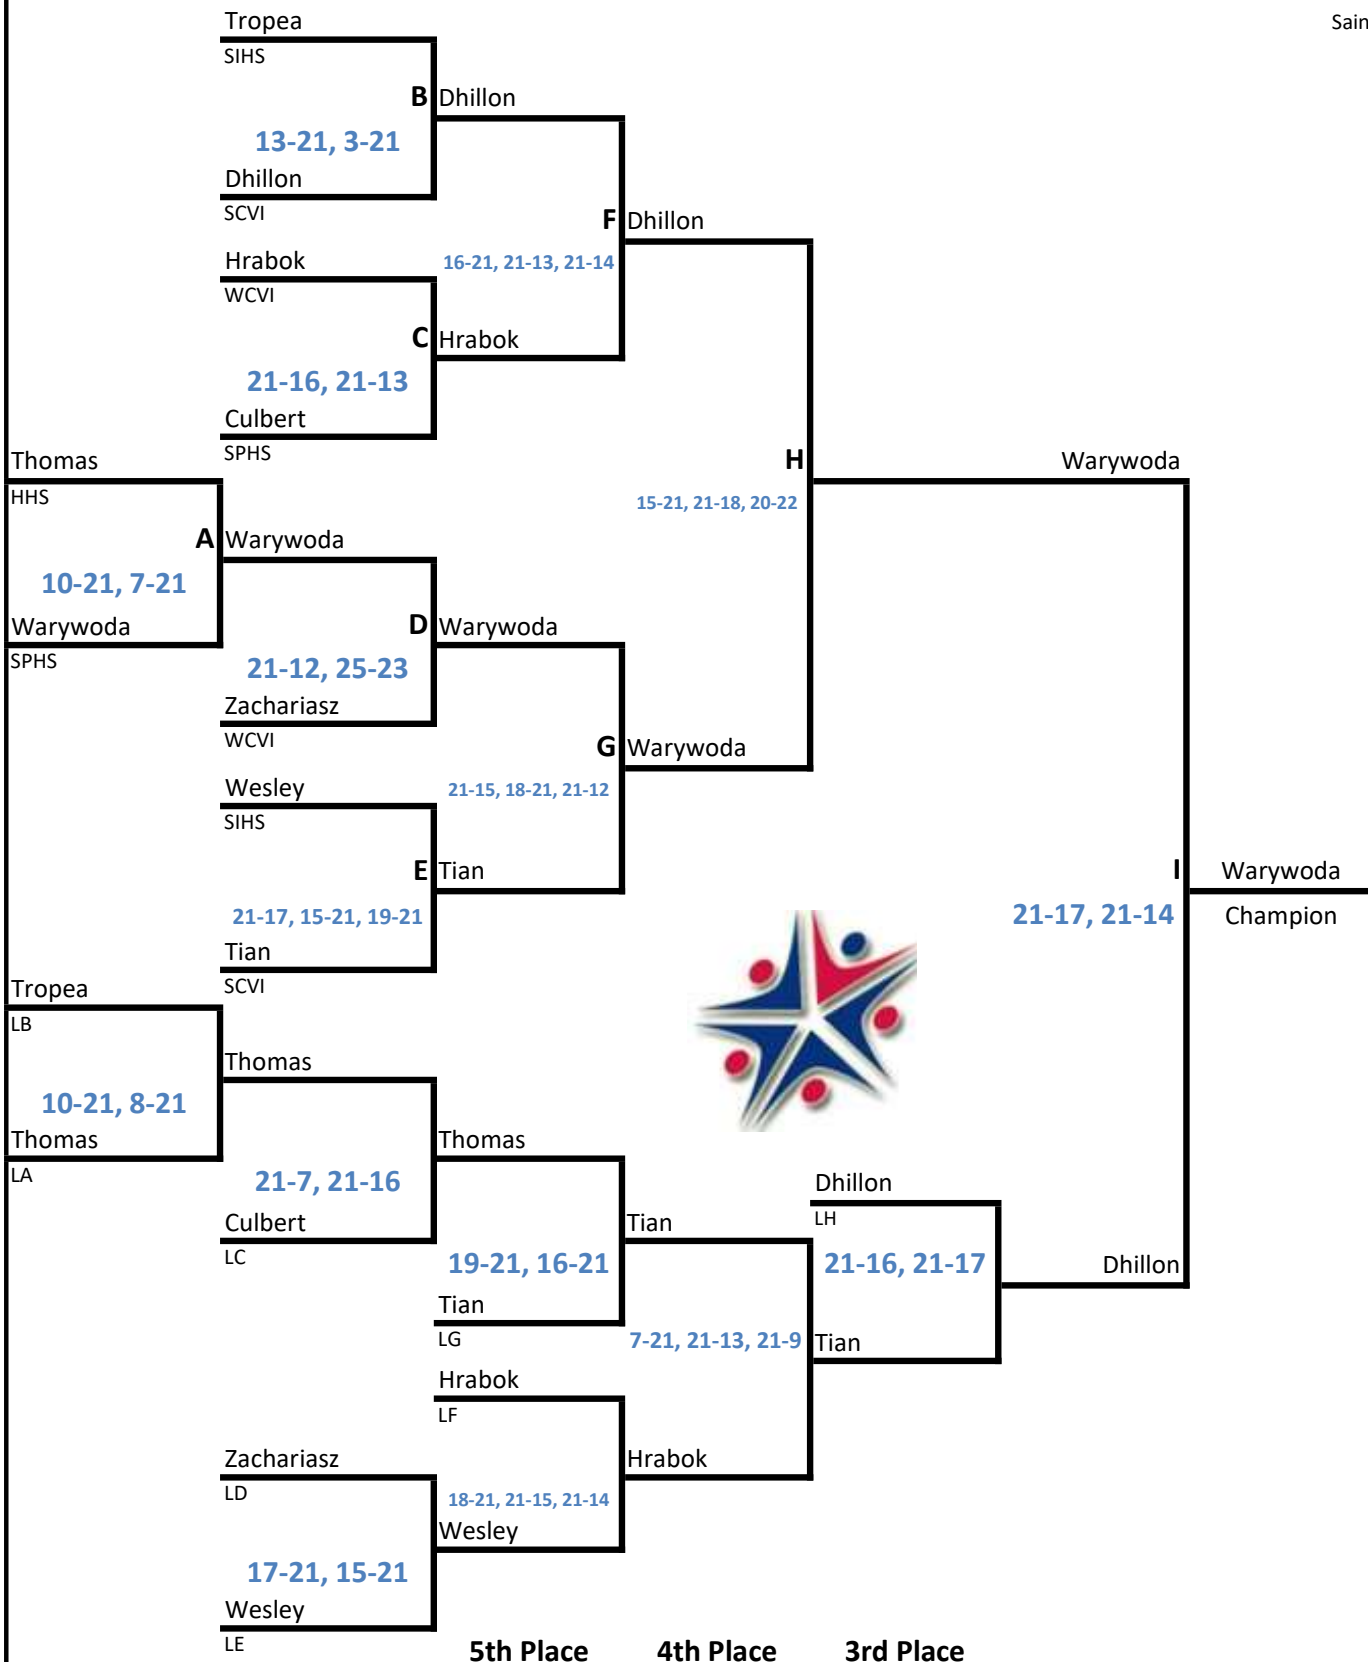 Tropea
Sain
SIHS
B Dhillon
13-21, 3-21
Dhillon
SCVI
F Dhillon
Hrabok
16-21, 21-13, 21-14
WCVI
C Hrabok
21-16, 21-13
Culbert
SPHS
Thomas
H
Warywoda
HHS
15-21, 21-18, 20-22
A Warywoda
10-21, 7-21
Warywoda
D Warywoda
SPHS
21-12, 25-23
Zachariasz
WCVI
G Warywoda
Wesley
21-15, 18-21, 21-12
SIHS
E Tian
I Warywoda
21-17, 15-21, 19-21
21-17, 21-14
Champion
Tian
SCVI
Tropea
LB
Thomas
10-21, 8-21
Thomas
Thomas
LA
21-7, 21-16
Dhillon
Culbert
Tian
LH
LC
19-21, 16-21
21-16, 21-17
Dhillon
Tian
LG
7-21, 21-13, 21-9
Tian
Hrabok
LF
Zachariasz
Hrabok
LD
18-21, 21-15, 21-14
Wesley
17-21, 15-21
Wesley
LE
5th Place 4th Place 3rd Place